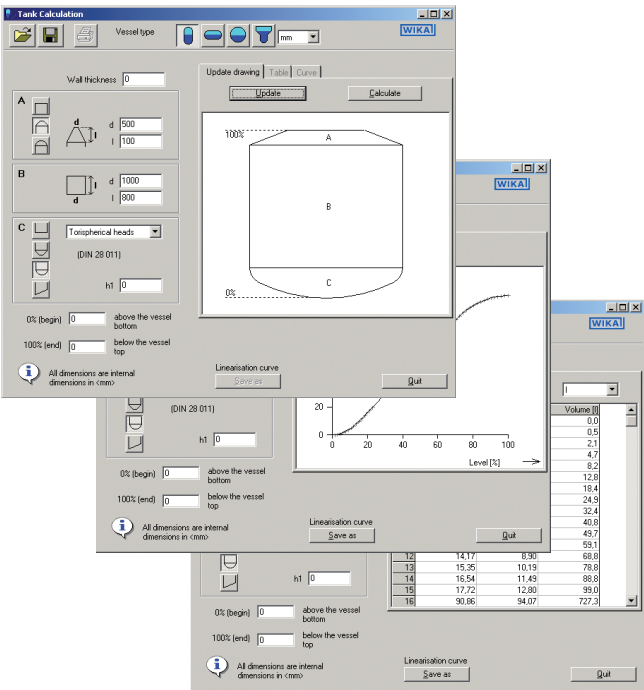 Tank Calculation
Vessel type
mm
WIKAI
Wall thickness 0
Update drawing Table Curve
Update Calculate
A
d
l
d 500
l 100
B
l
d
d 1000
l 800
C
Torispherical heads
(DIN 28 011)
h1 0
100%
A
B
C
0%
0% (begin) 0 above the vessel bottom
100% (end) 0 below the vessel top
i
All dimensions are internal
dimensions in <mm>
Linearisation curve
Save as
Quit
WIKAI
20
0
0 20 40 60 80 100
Level [%]
(DIN 28 011)
h1 0
0% (begin) 0 above the vessel bottom
100% (end) 0 below the vessel top
i
All dimensions are internal
dimensions in <mm>
Linearisation curve
Save as
Quit
WIKAI
l
Volume [l]
0,0
0,5
2,1
4,7
8,2
12,8
18,4
24,9
32,4
40,8
49,7
59,1
12 14,17 8,90 68,8
13 15,35 10,19 78,8
14 16,54 11,49 88,8
15 17,72 12,80 99,0
16 90,86 94,07 727,3
h1 0
0% (begin) 0 above the vessel bottom
100% (end) 0 below the vessel top
i
All dimensions are internal
dimensions in <mm>
Linearisation curve
Save as
Quit